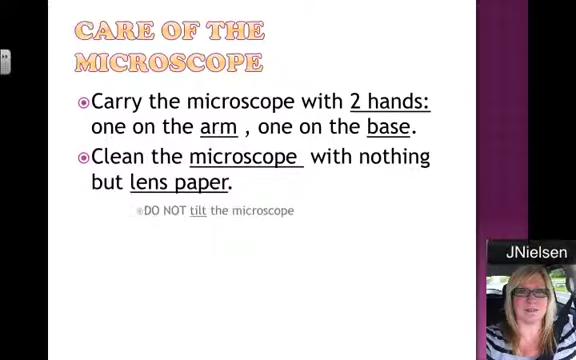 CARE OF THE
MICROSCOPE
Carry the microscope with 2 hands:
one on the arm , one on the base.
Clean the microscope with nothing
but lens paper.
DO NOT tilt the microscope
JNielsen